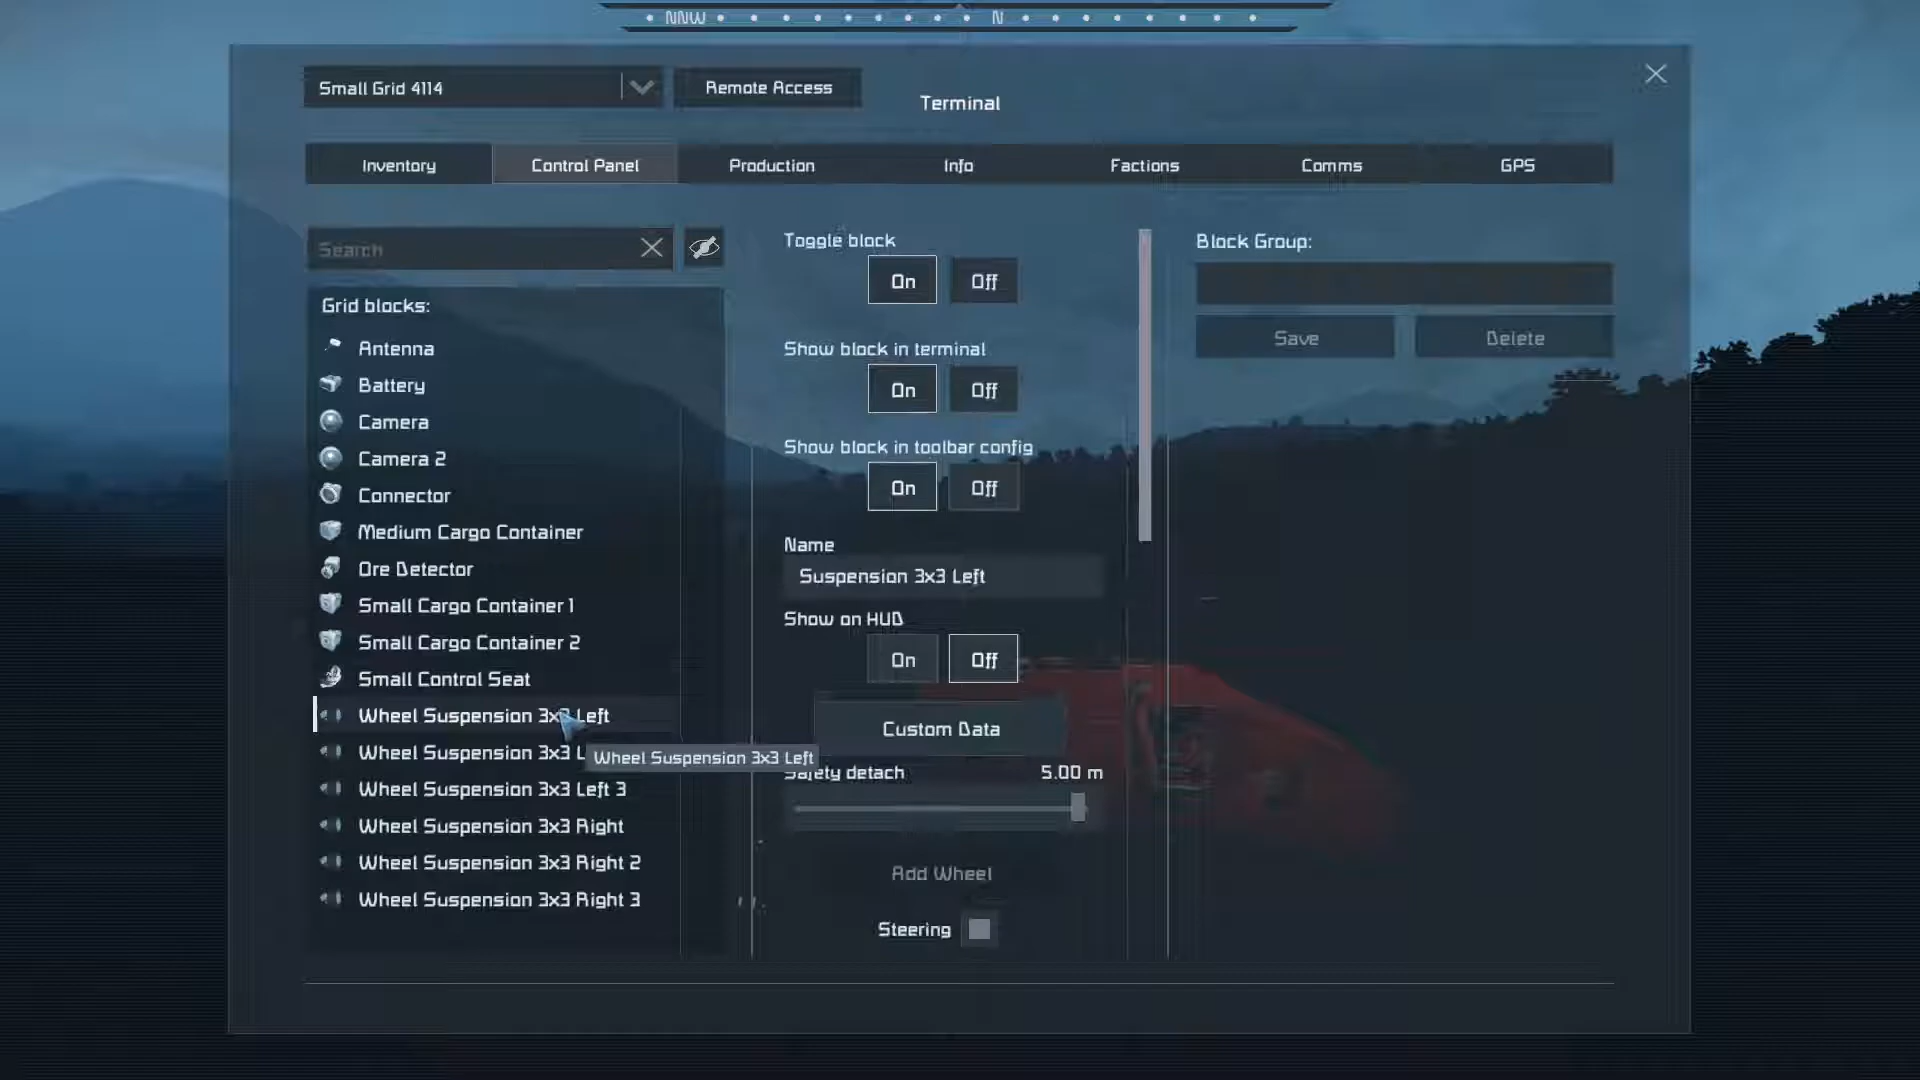 NNW N
Small Grid 4114
Remote Access
Terminal
Inventory Control Panel Production Info Factions Comms GPS
Search
Grid blocks:
Antenna
Battery
Camera
Camera 2
Connector
Medium Cargo Container
Ore Detector
Small Cargo Container 1
Small Cargo Container 2
Small Control Seat
Wheel Suspension 3x3 Left
Wheel Suspension 3x3 L
Wheel Suspension 3x3 Left
Wheel Suspension 3x3 Left 3
Wheel Suspension 3x3 Right
Wheel Suspension 3x3 Right 2
Wheel Suspension 3x3 Right 3
Toggle block
On Off
Show block in terminal
On Off
Show block in toolbar config
On Off
Name
Suspension 3x3 Left
Show on HUD
On Off
Custom Data
Safety detach 5.00 m
Add Wheel
Steering
Block Group:
Save Delete